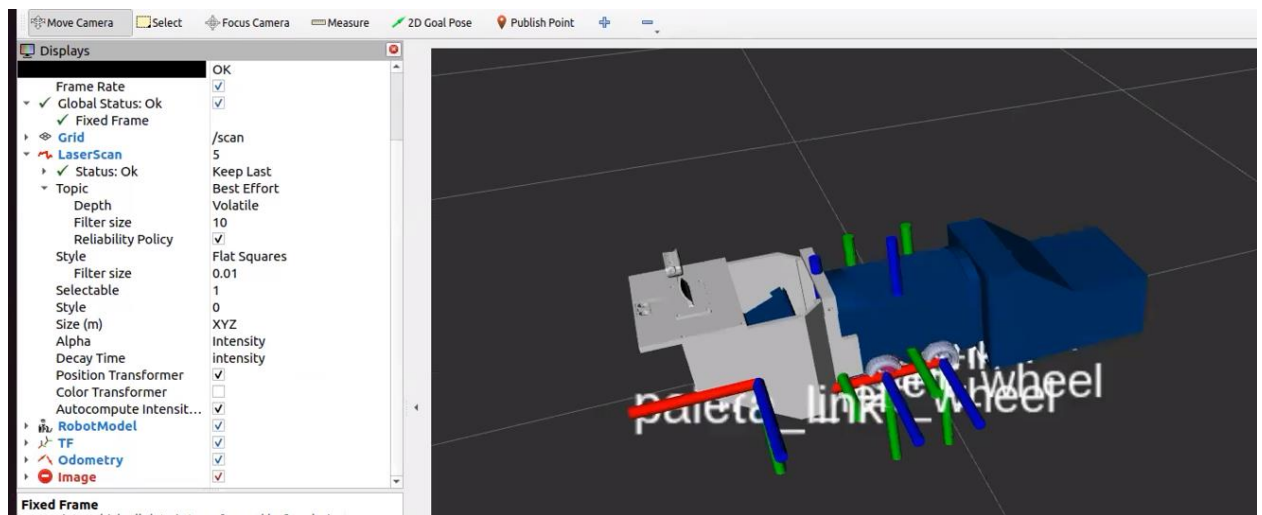 Move Camera Select Focus Camera Measure 2D Goal Pose Publish Point
Displays
OK
Frame Rate
Global Status: Ok
Fixed Frame
Grid /scan
LaserScan 5
Status: Ok Keep Last
Topic Best Effort
Depth Volatile
Filter size 10
Reliability Policy
Style Flat Squares
Filter size 0.01
Selectable 1
Style 0
Size (m) XYZ
Alpha Intensity
Decay Time intensity
Position Transformer
Color Transformer
Autocompute Intensit...
RobotModel
TF
Odometry
Image
Fixed Frame
paleta_link
wheel
_wheel